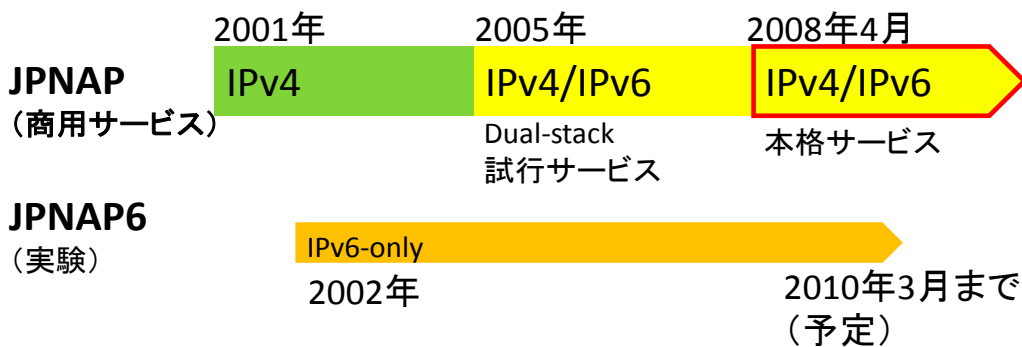 2001年 2005年 2008年4月
JPNAP IPv4 IPv4/IPv6 IPv4/IPv6
（商用サービス）
Dual-stack
試行サービス
本格サービス
JPNAP6
（実験）
IPv6-only
2002年
2010年3月まで
（予定）